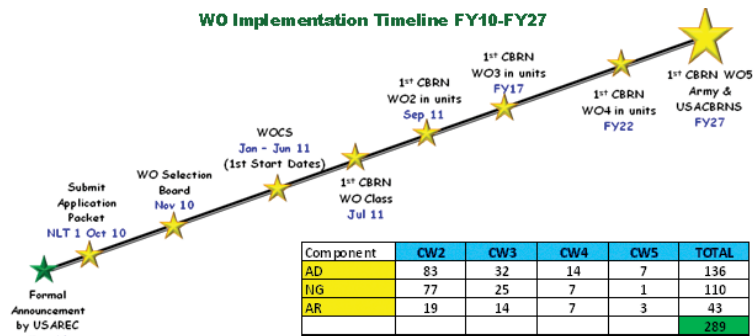 WO Implementation Timeline FY10-FY27
Formal
Announcement
by USAREC
Submit
Application
Packet
NLT 1 Oct 10
WO Selection
Board
Nov 10
WOCS
Jan - Jun 11
(1st Start Dates)
1st CBRN
WO Class
Jul 11
1st CBRN
WO2 in units
Sep 11
1st CBRN
WO3 in units
FY17
1st CBRN
WO4 in units
FY22
1st CBRN WO5
Army &
USACBRNS
FY27
Component CW2 CW3 CW4 CW5 TOTAL
AD 83 32 14 7 136
NG 77 25 7 1 110
AR 19 14 7 3 43
289